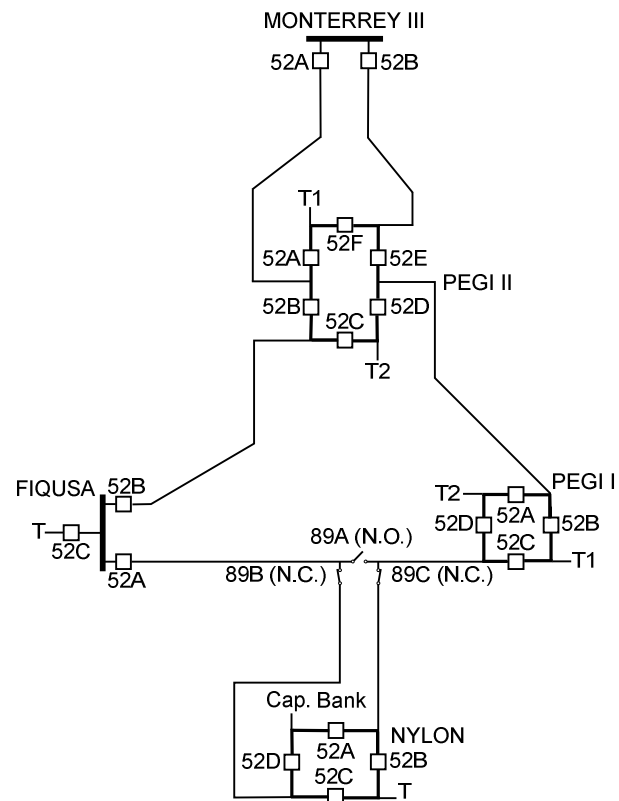 MONTERREY III
52A
52B
T1
52F
52A
52E
PEGI II
52B
52D
52C
T2
FIQUSA
52B
T
52C
52A
PEGI I
T2
52A
52D
52B
52C
T1
89A (N.O.)
89B (N.C.)
89C (N.C.)
Cap. Bank
NYLON
52A
52D
52B
52C
T